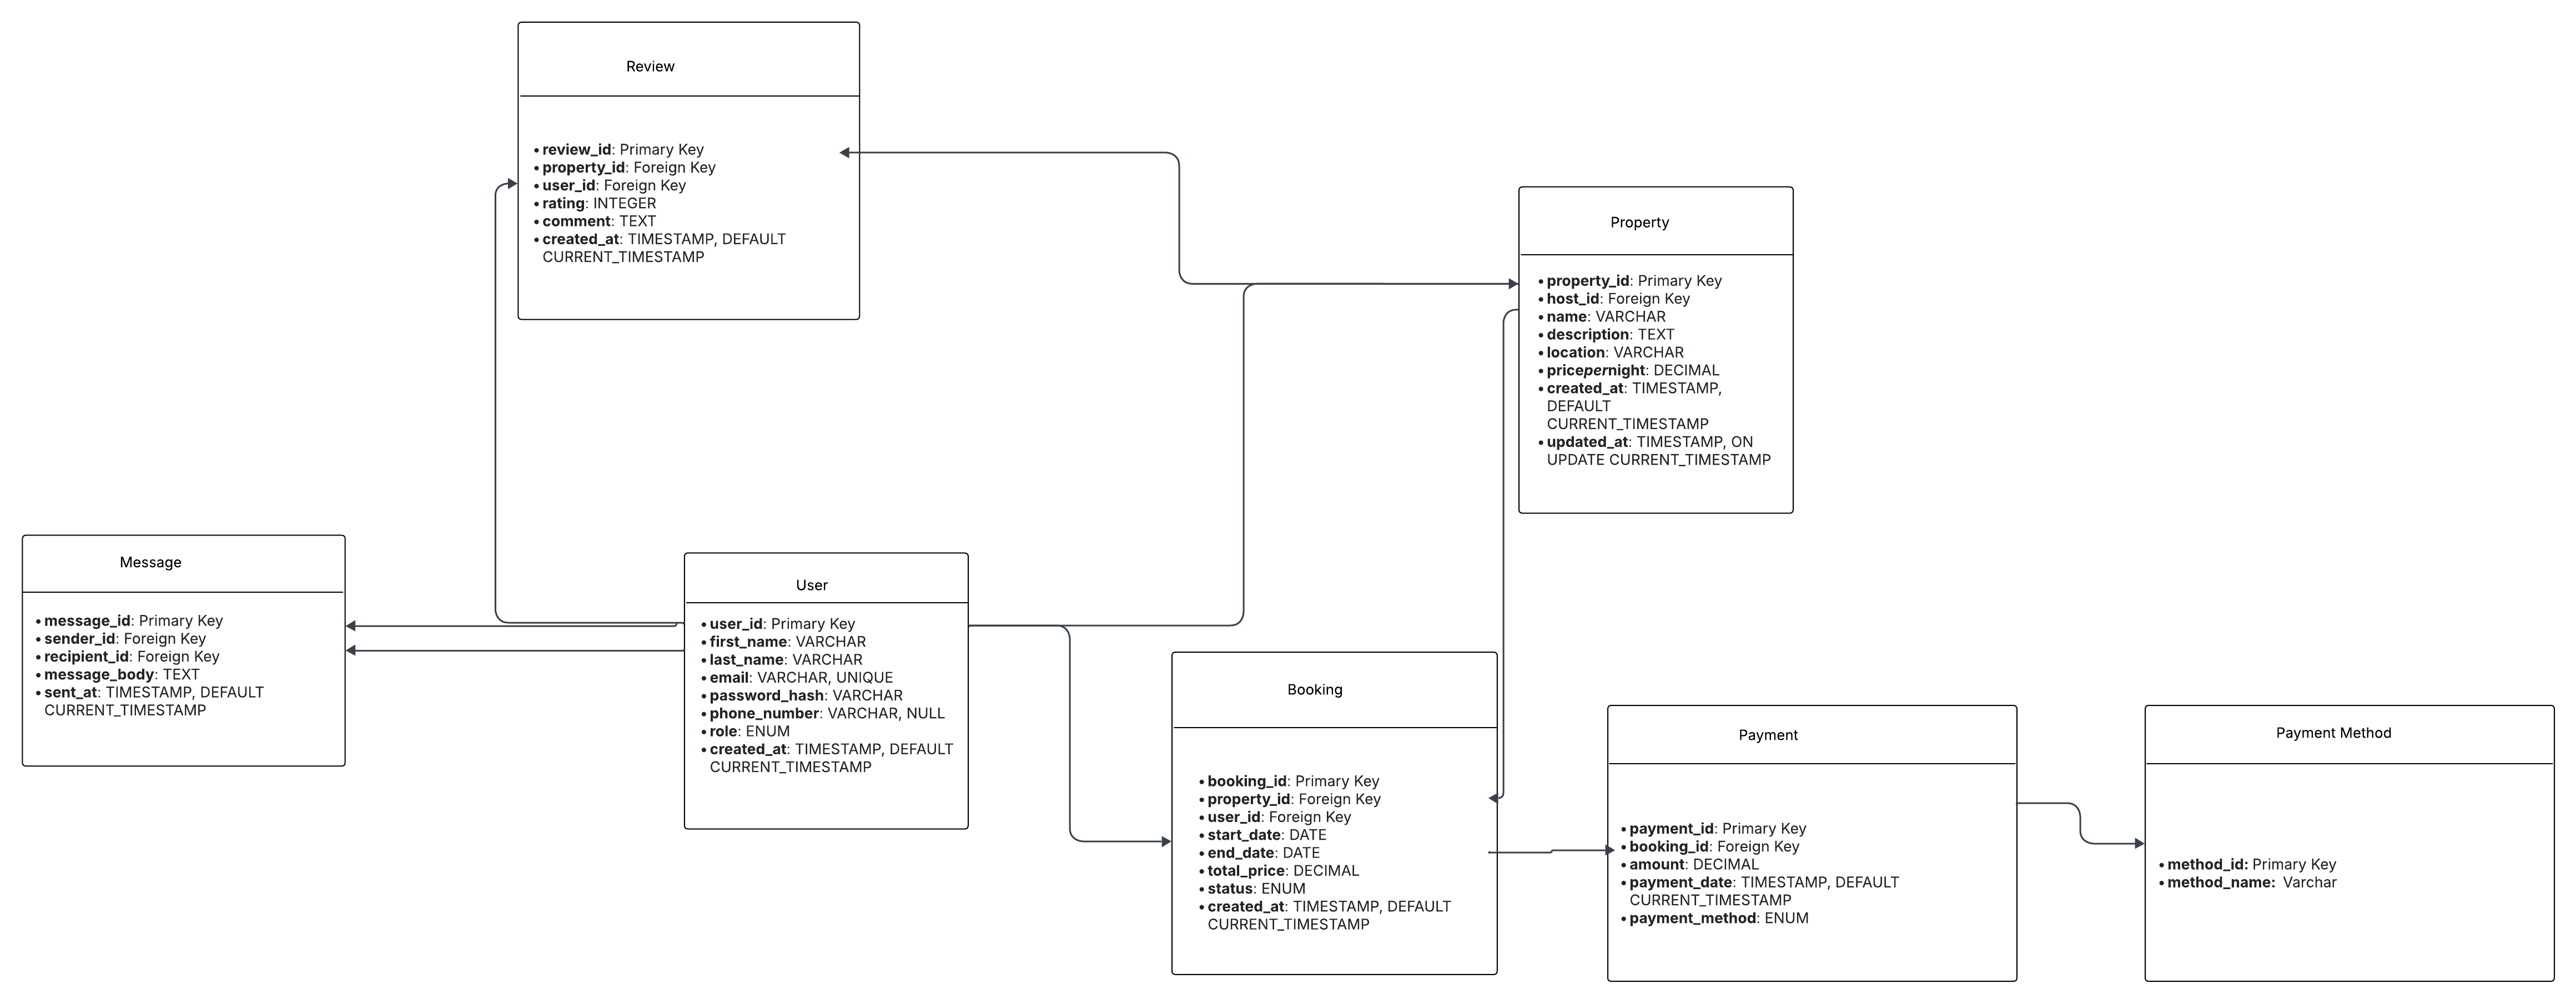 Review
• review_id: Primary Key
• property_id: Foreign Key
• user_id: Foreign Key
• rating: INTEGER
• comment: TEXT
• created_at: TIMESTAMP, DEFAULT
CURRENT_TIMESTAMP
Property
• property_id: Primary Key
• host_id: Foreign Key
• name: VARCHAR
• description: TEXT
• location: VARCHAR
• pricepernight: DECIMAL
• created_at: TIMESTAMP,
DEFAULT
CURRENT_TIMESTAMP
• updated_at: TIMESTAMP, ON
UPDATE CURRENT_TIMESTAMP
Message
• message_id: Primary Key
• sender_id: Foreign Key
• recipient_id: Foreign Key
• message_body: TEXT
• sent_at: TIMESTAMP, DEFAULT
CURRENT_TIMESTAMP
User
• user_id: Primary Key
• first_name: VARCHAR
• last_name: VARCHAR
• email: VARCHAR, UNIQUE
• password_hash: VARCHAR
• phone_number: VARCHAR, NULL
• role: ENUM
• created_at: TIMESTAMP, DEFAULT
CURRENT_TIMESTAMP
Booking
• booking_id: Primary Key
• property_id: Foreign Key
• user_id: Foreign Key
• start_date: DATE
• end_date: DATE
• total_price: DECIMAL
• status: ENUM
• created_at: TIMESTAMP, DEFAULT
CURRENT_TIMESTAMP
Payment
• payment_id: Primary Key
• booking_id: Foreign Key
• amount: DECIMAL
• payment_date: TIMESTAMP, DEFAULT
CURRENT_TIMESTAMP
• payment_method: ENUM
Payment Method
• method_id: Primary Key
• method_name: Varchar